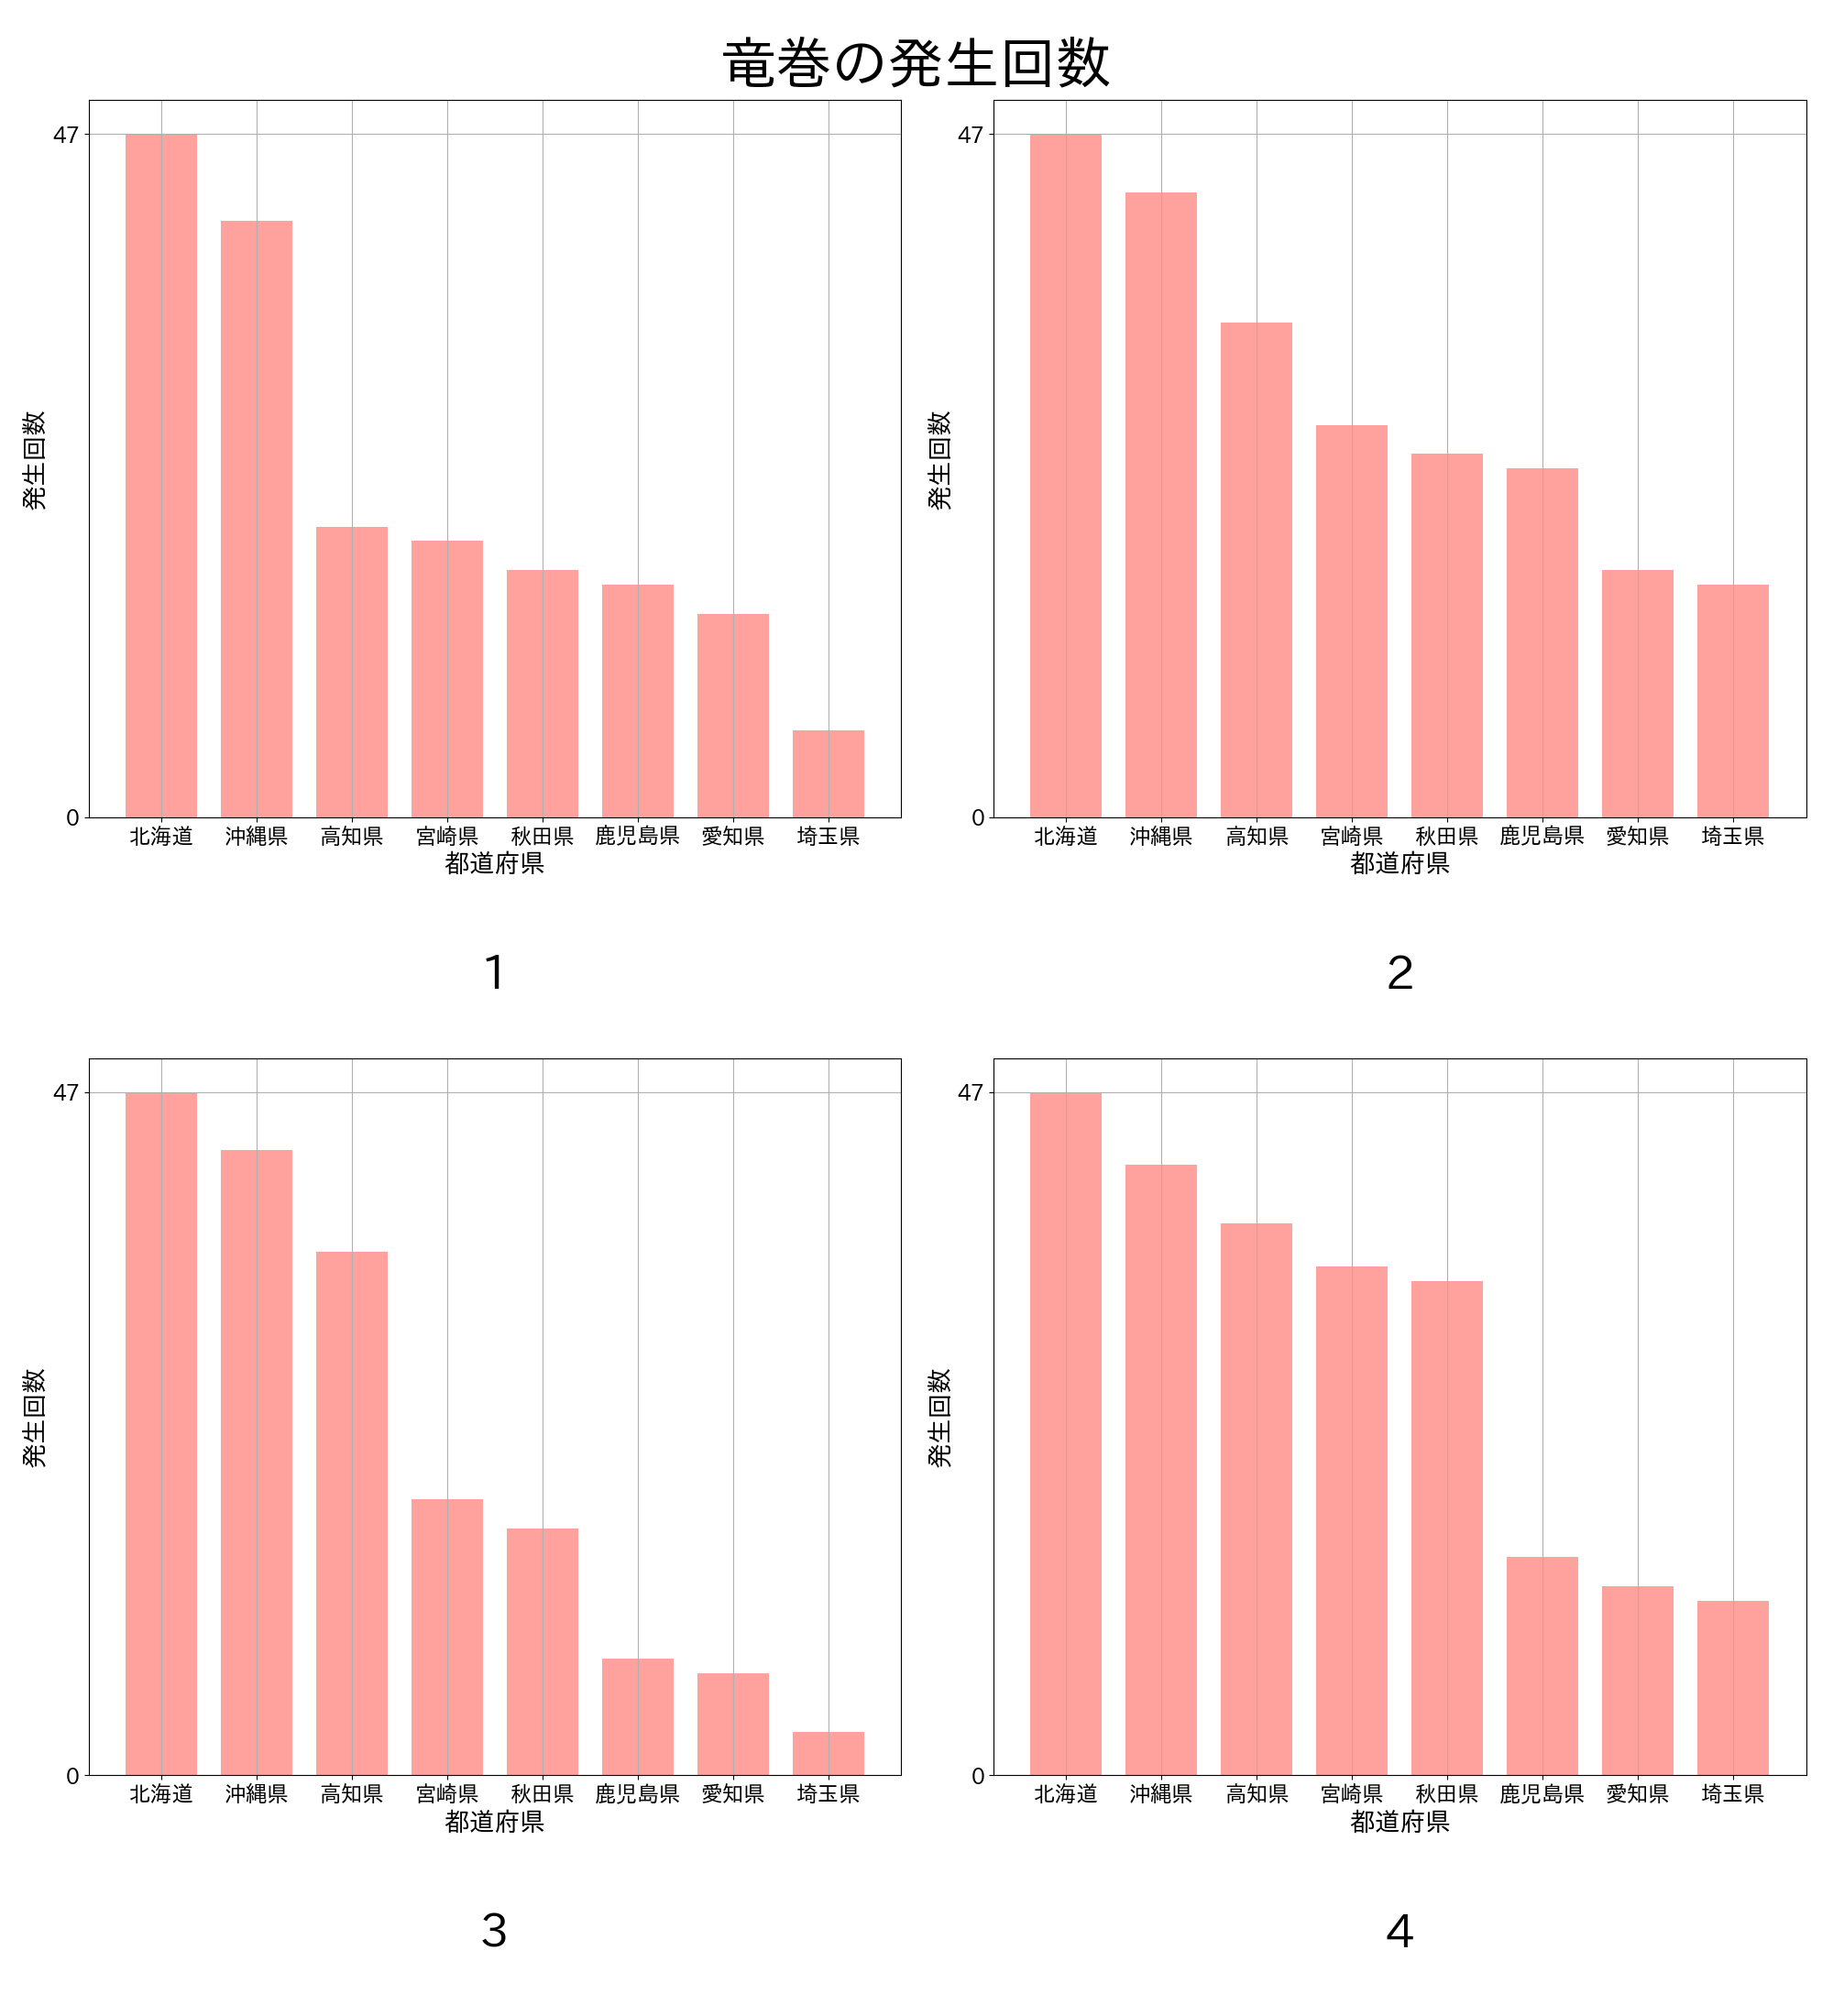 竜巻の発生回数
47
0
発生回数
北海道 沖縄県 高知県 宮崎県 秋田県 鹿児島県 愛知県 埼玉県
都道府県
1
47
0
発生回数
北海道 沖縄県 高知県 宮崎県 秋田県 鹿児島県 愛知県 埼玉県
都道府県
2
47
0
発生回数
北海道 沖縄県 高知県 宮崎県 秋田県 鹿児島県 愛知県 埼玉県
都道府県
3
47
0
発生回数
北海道 沖縄県 高知県 宮崎県 秋田県 鹿児島県 愛知県 埼玉県
都道府県
4